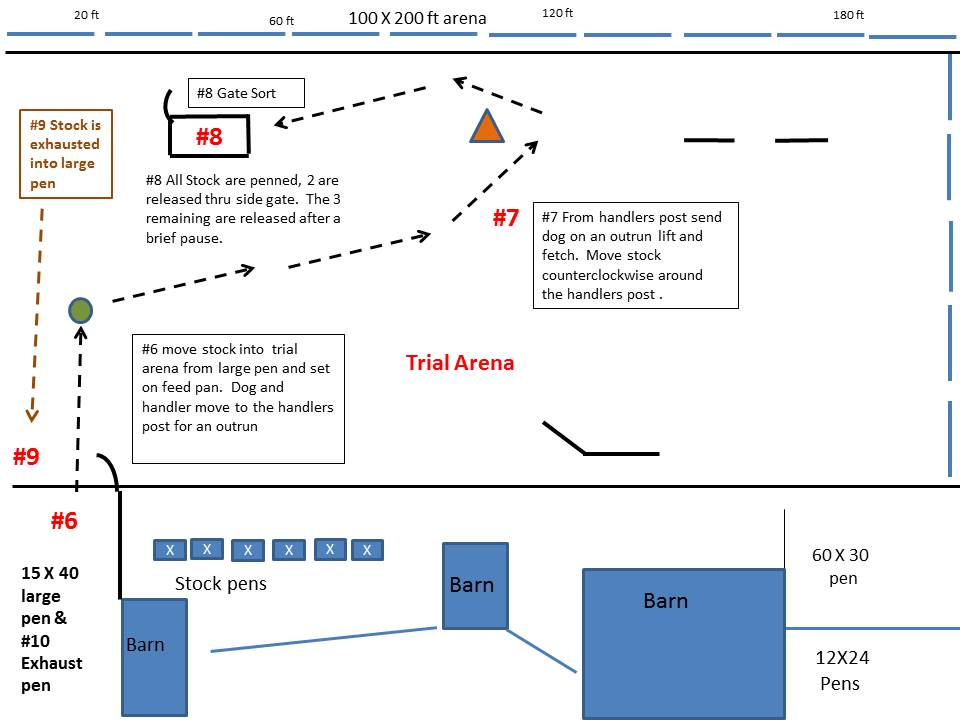 20 ft
60 ft
100 X 200 ft arena
120 ft
180 ft
#8 Gate Sort
#9 Stock is
exhausted
into large
pen
#8
#8 All Stock are penned, 2 are
released thru side gate. The 3
remaining are released after a
brief pause.
#7
#7 From handlers post send
dog on an outrun lift and
fetch. Move stock
counterclockwise around
the handlers post .
#6 move stock into trial
arena from large pen and set
on feed pan. Dog and
handler move to the handlers
post for an outrun
Trial Arena
#9
#6
15 X 40
large
pen &
#10
Exhaust
pen
X X X X X X
Stock pens
Barn
Barn
Barn
60 X 30
pen
12X24
Pens